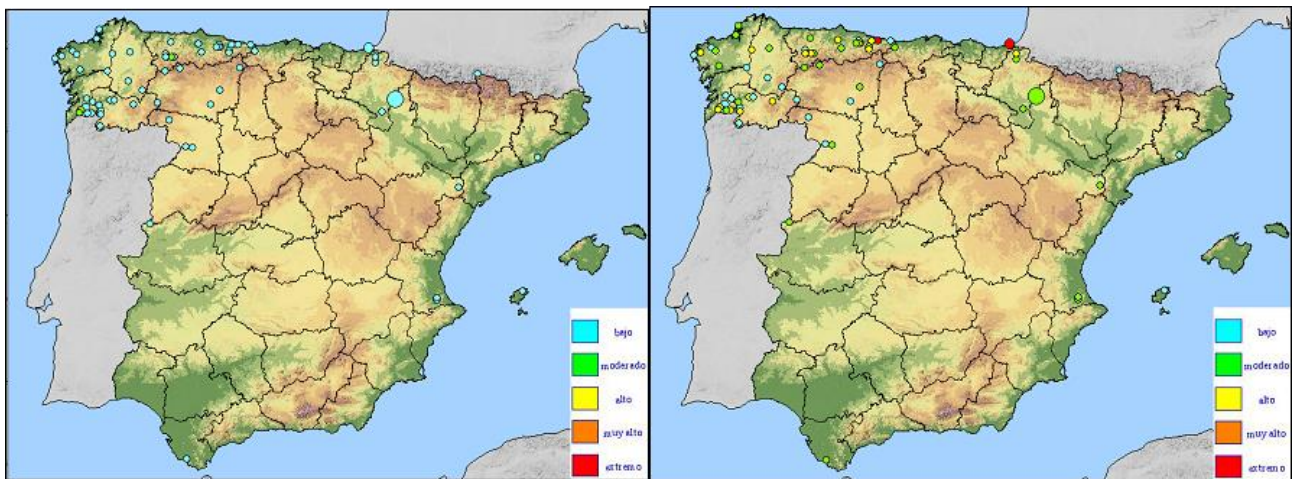 bajo
moderado
alto
muy alto
extremo
bajo
moderado
alto
muy alto
extremo